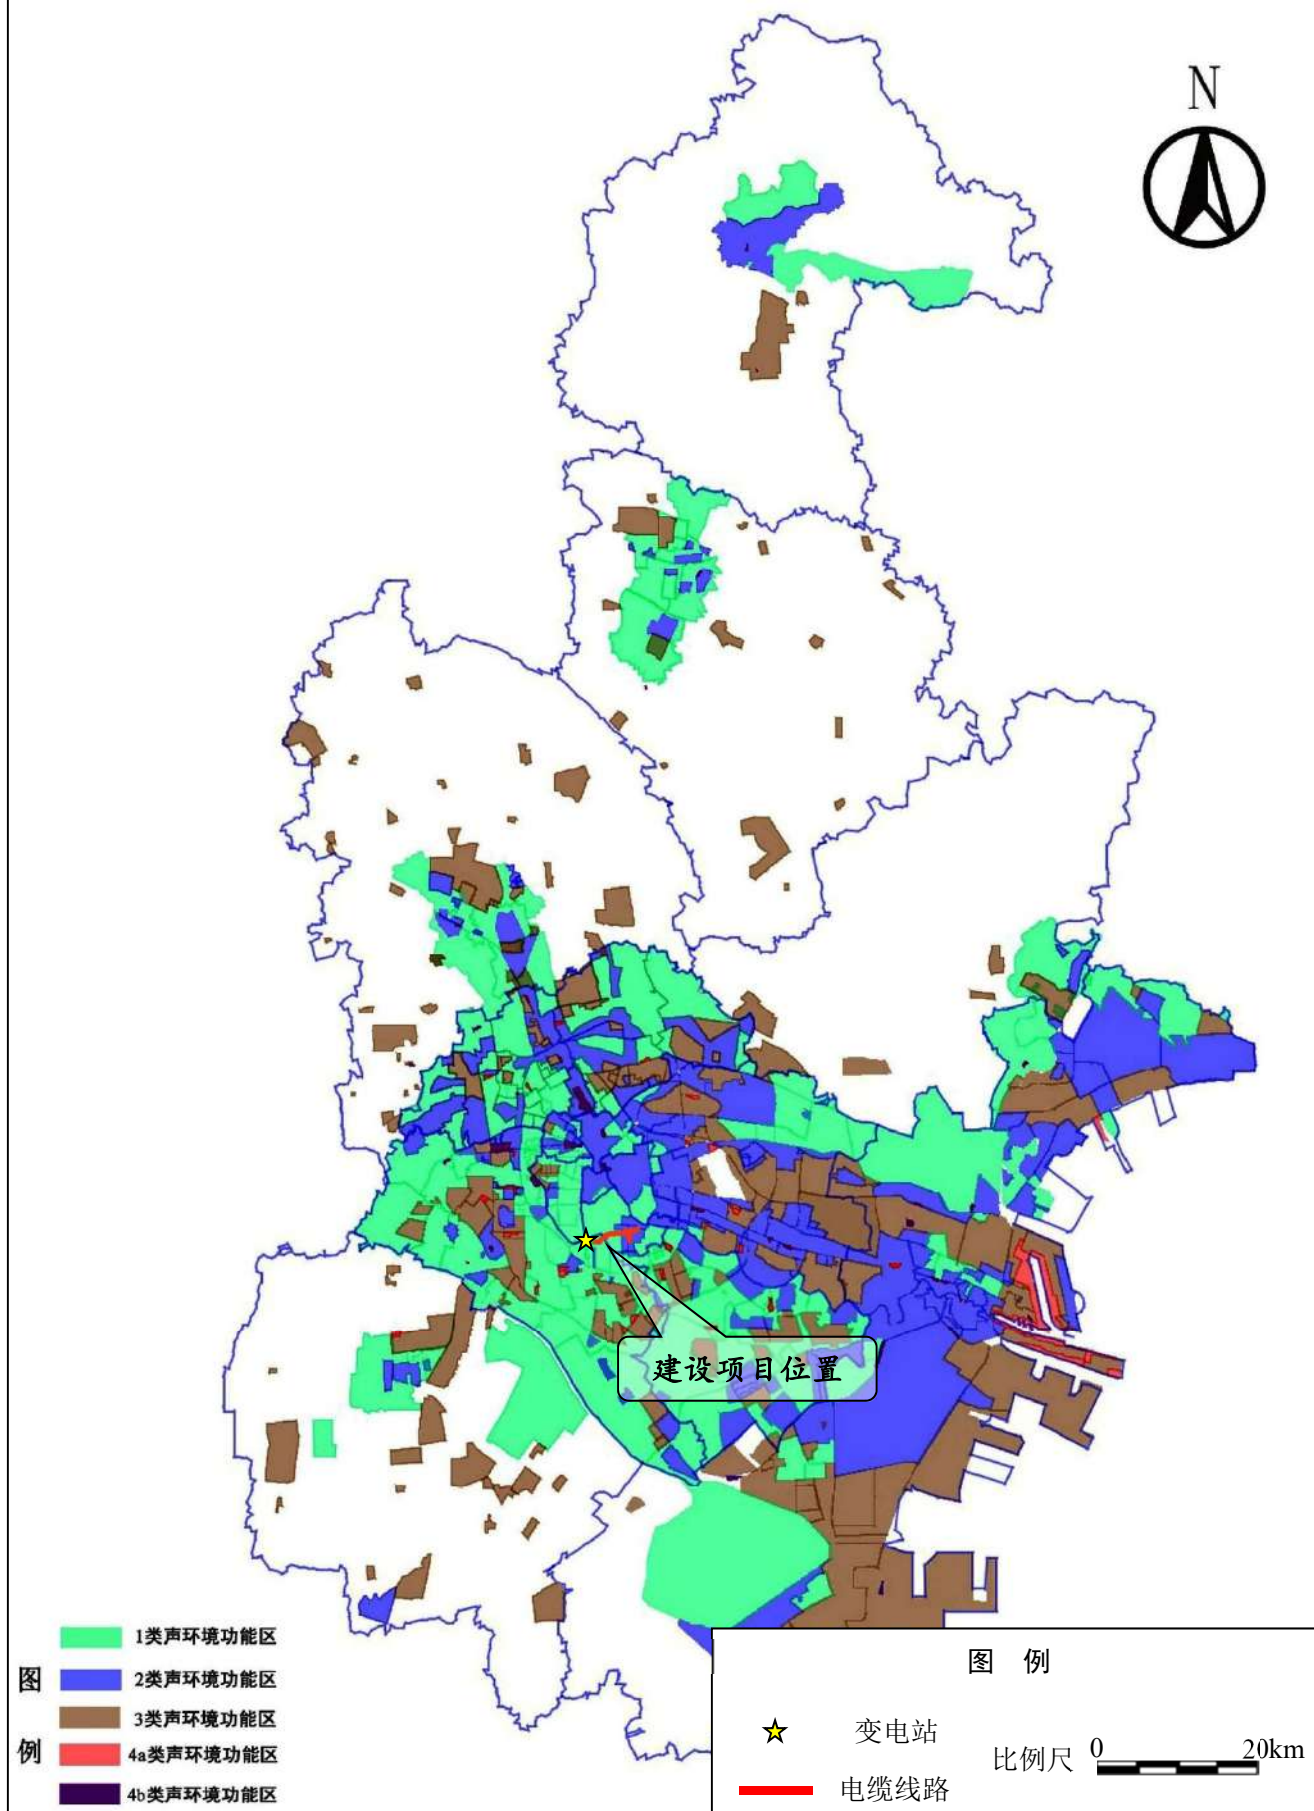 N
建设项目位置
图例
1类声环境功能区
2类声环境功能区
3类声环境功能区
4a类声环境功能区
4b类声环境功能区
图 例
变电站
电缆线路
比例尺 0 20km